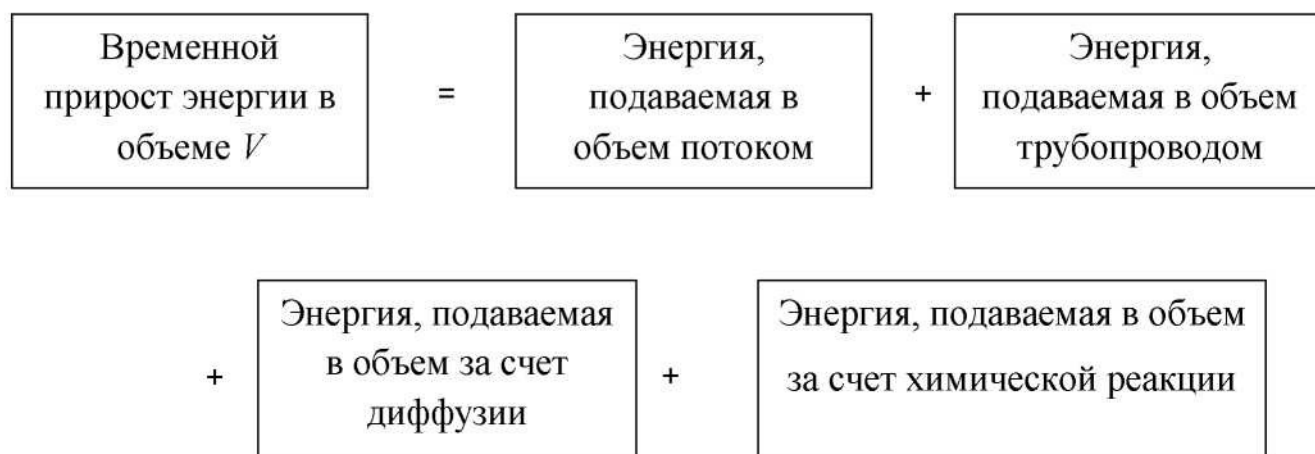 Временной
прирост энергии в
объеме V
=
Энергия,
подаваемая в
объем потоком
+
Энергия,
подаваемая в объем
трубопроводом
+
Энергия, подаваемая
в объем за счет
диффузии
+
Энергия, подаваемая в объем
за счет химической реакции